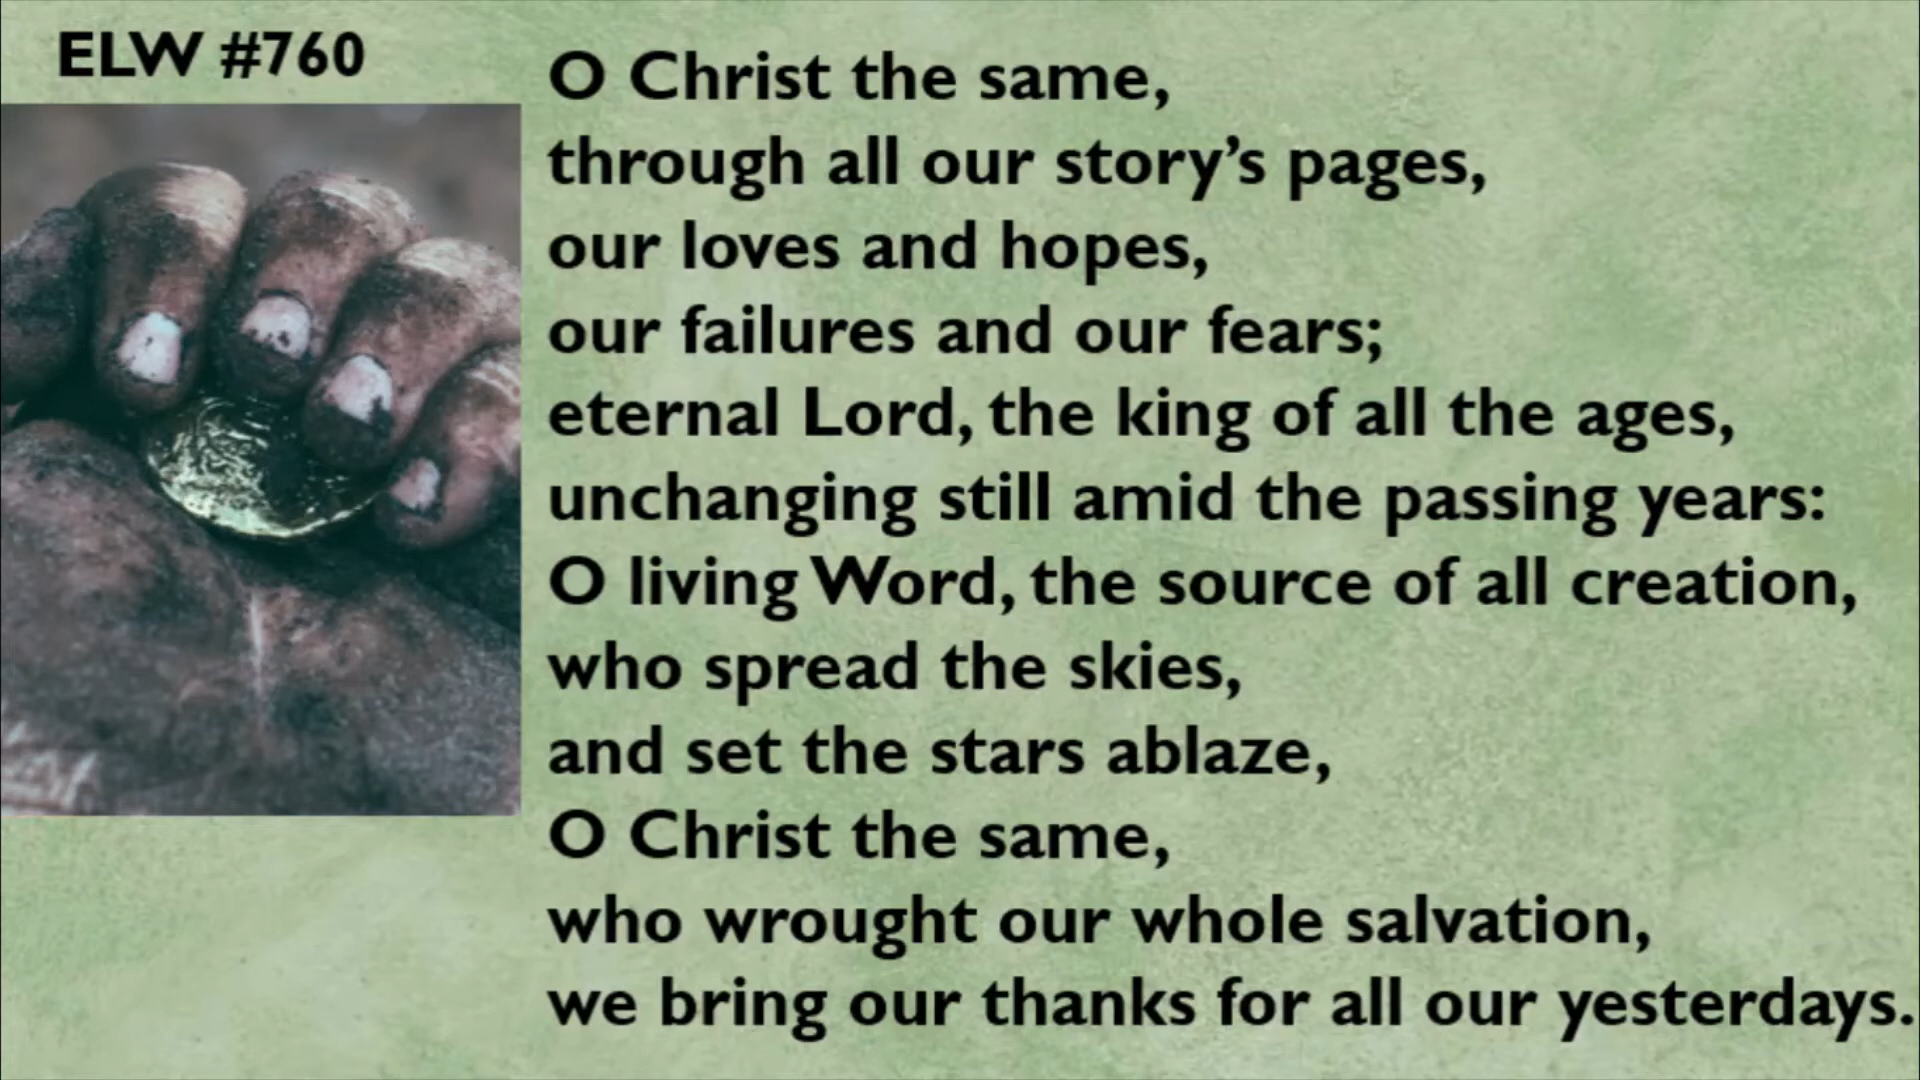 ELW #760
O Christ the same,
through all our story’s pages,
our loves and hopes,
our failures and our fears;
eternal Lord, the king of all the ages,
unchanging still amid the passing years:
O living Word, the source of all creation,
who spread the skies,
and set the stars ablaze,
O Christ the same,
who wrought our whole salvation,
we bring our thanks for all our yesterdays.